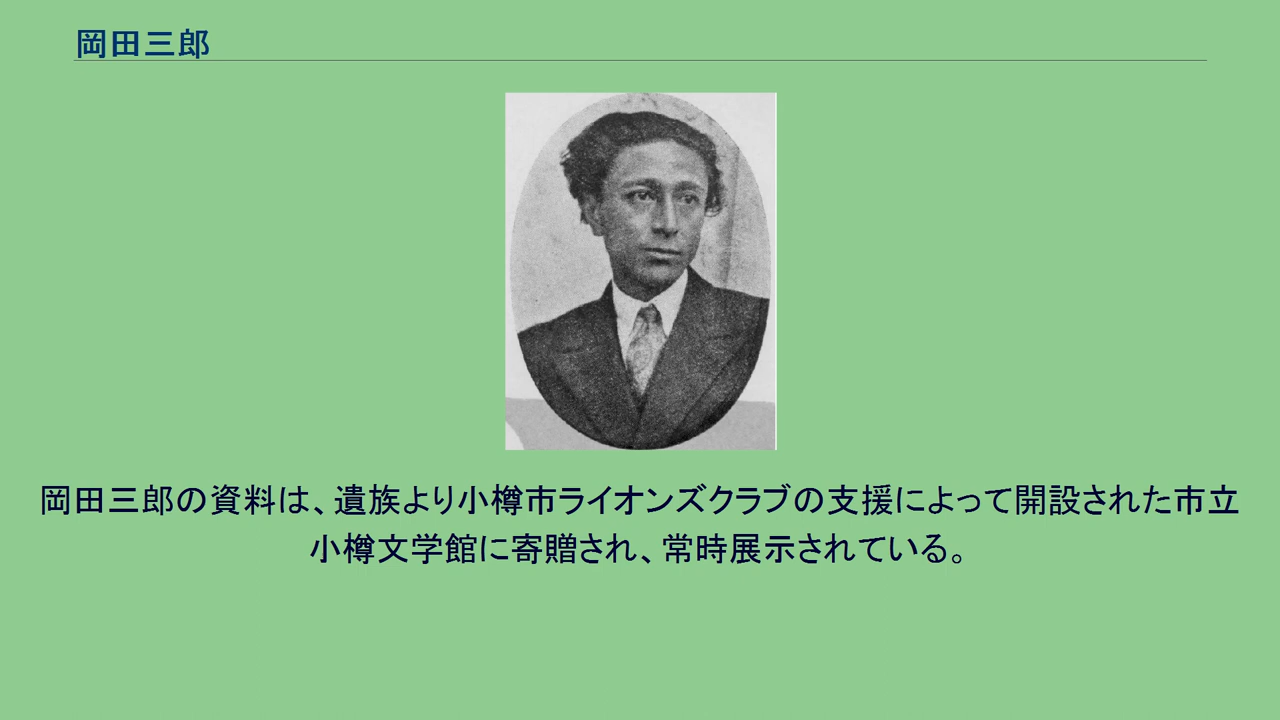 岡田三郎
岡田三郎の資料は、遺族より小樽市ライオンズクラブの支援によって開設された市立
小樽文学館に寄贈され、常時展示されている。